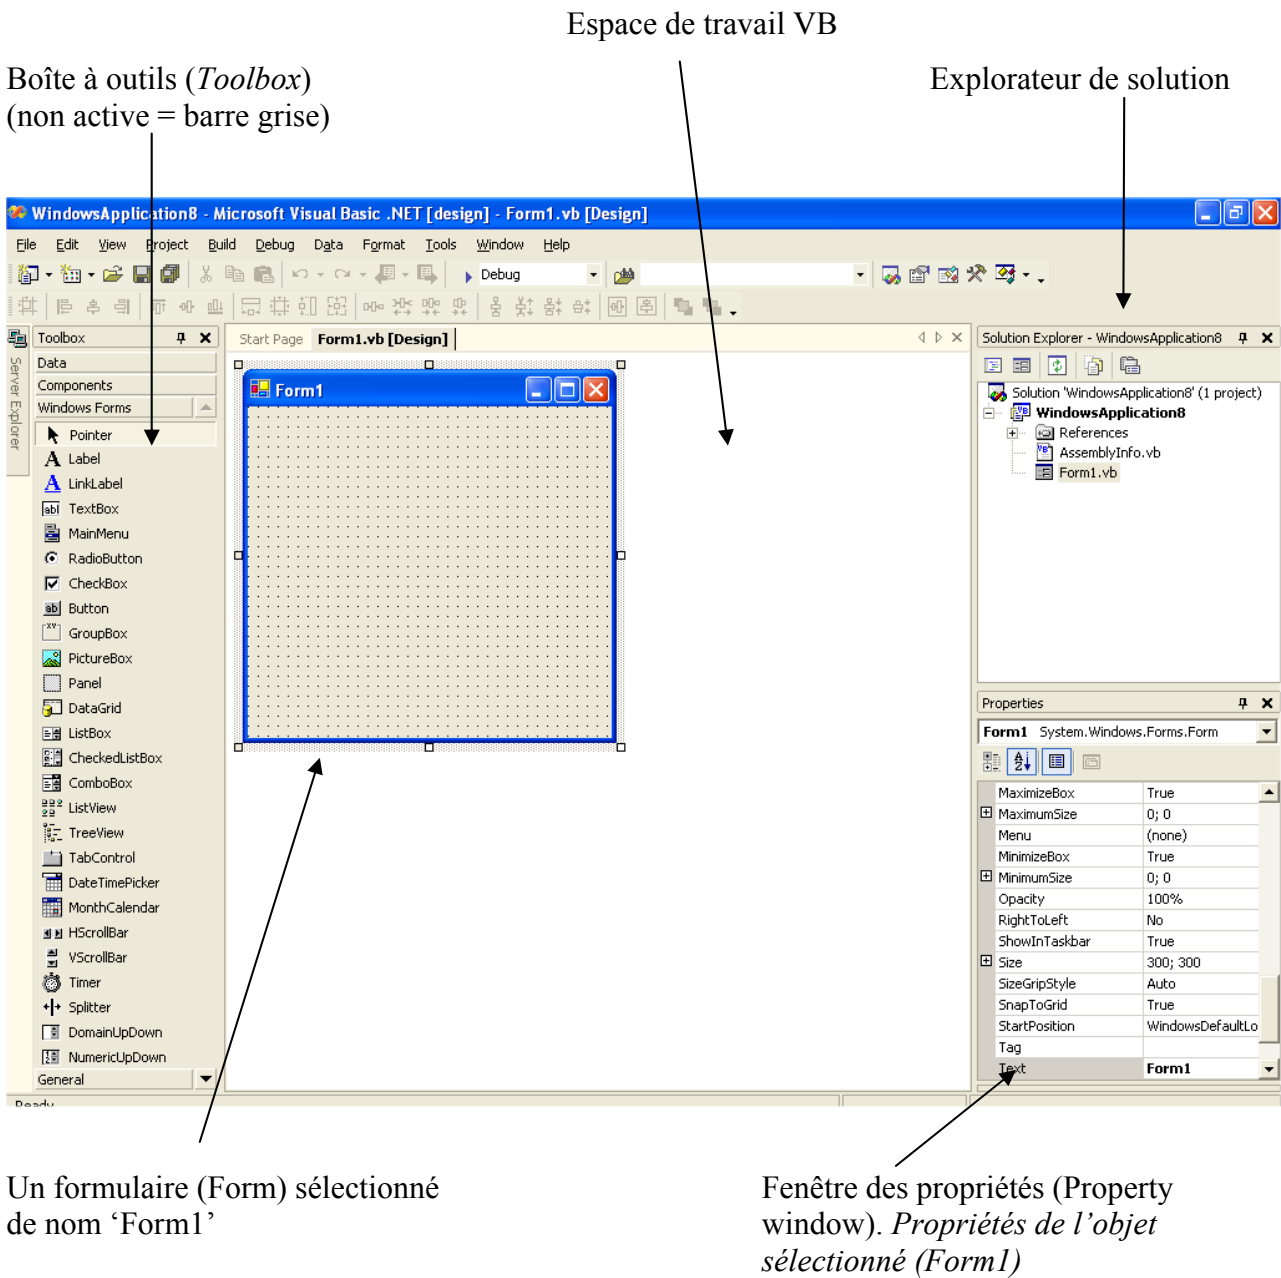 Espace de travail VB
Boîte à outils (Toolbox)
(non active = barre grise)
Explorateur de solution
WindowsApplication8 - Microsoft Visual Basic .NET [design] - Form1.vb [Design]
File Edit View Project Build Debug Data Format Tools Window Help
Debug
Server Explorer
Toolbox
Data
Components
Windows Forms
Pointer
Label
LinkLabel
TextBox
MainMenu
RadioButton
CheckBox
Button
GroupBox
PictureBox
Panel
DataGrid
ListBox
CheckedListBox
ComboBox
ListView
TreeView
TabControl
DateTimePicker
MonthCalendar
HScrollBar
VScrollBar
Timer
Splitter
DomainUpDown
NumericUpDown
General
Ready
Start Page Form1.vb [Design]
Form1
Solution Explorer - WindowsApplication8
Solution 'WindowsApplication8' (1 project)
WindowsApplication8
References
AssemblyInfo.vb
Form1.vb
Properties
Form1 System.Windows.Forms.Form
MaximizeBox True
MaximumSize 0; 0
Menu (none)
MinimizeBox True
MinimumSize 0; 0
Opacity 100%
RightToLeft No
ShowInTaskbar True
Size 300; 300
SizeGripStyle Auto
SnapToGrid True
StartPosition WindowsDefaultLo
Tag
Text Form1
Un formulaire (Form) sélectionné
de nom ‘Form1’
Fenêtre des propriétés (Property
window). Propriétés de l’objet
sélectionné (Form1)